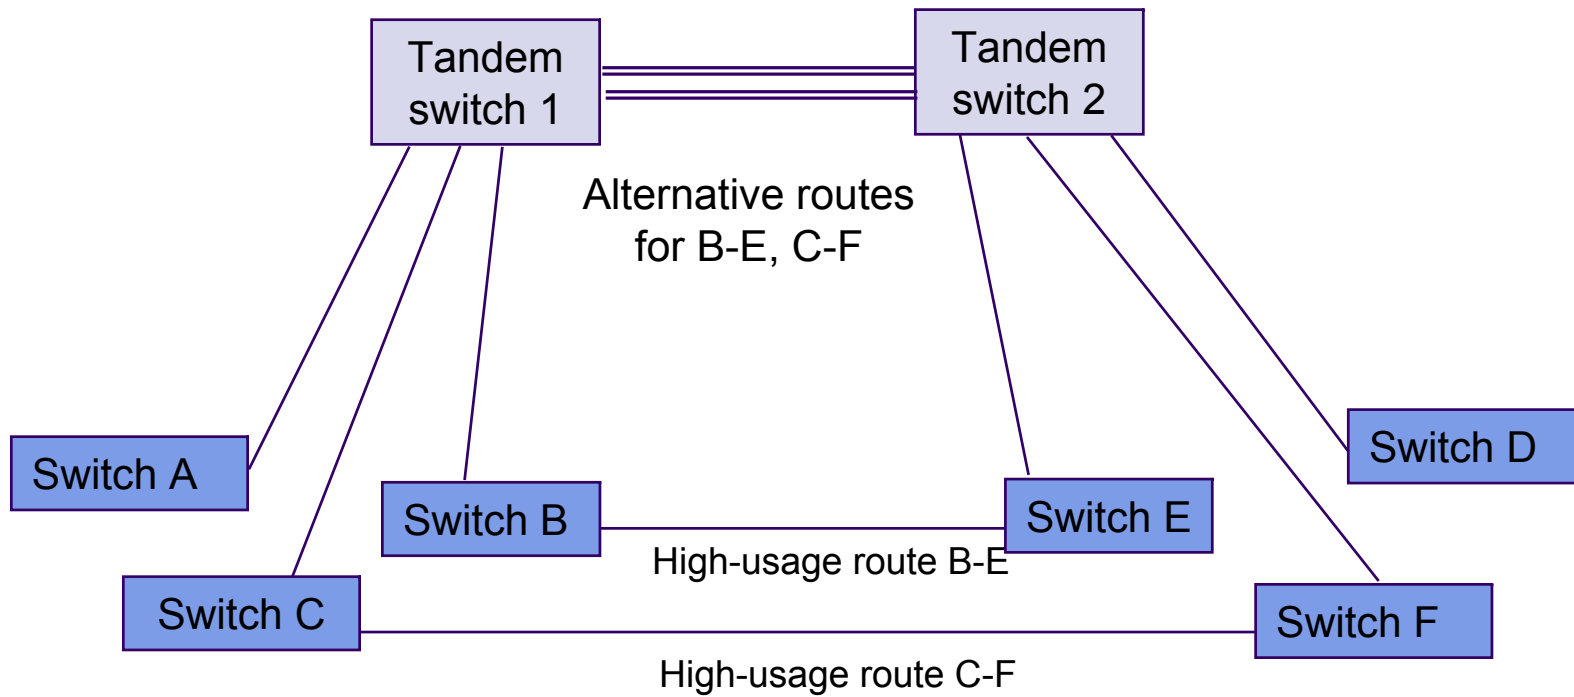 Tandem
switch 1
Tandem
switch 2
Alternative routes
for B-E, C-F
Switch A
Switch B
Switch E
Switch D
High-usage route B-E
Switch C
Switch F
High-usage route C-F